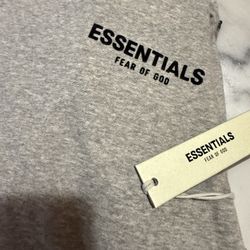 ESSENTIALS
FEAR OF GOD
ESSENTIALS
FEAR OF GOD